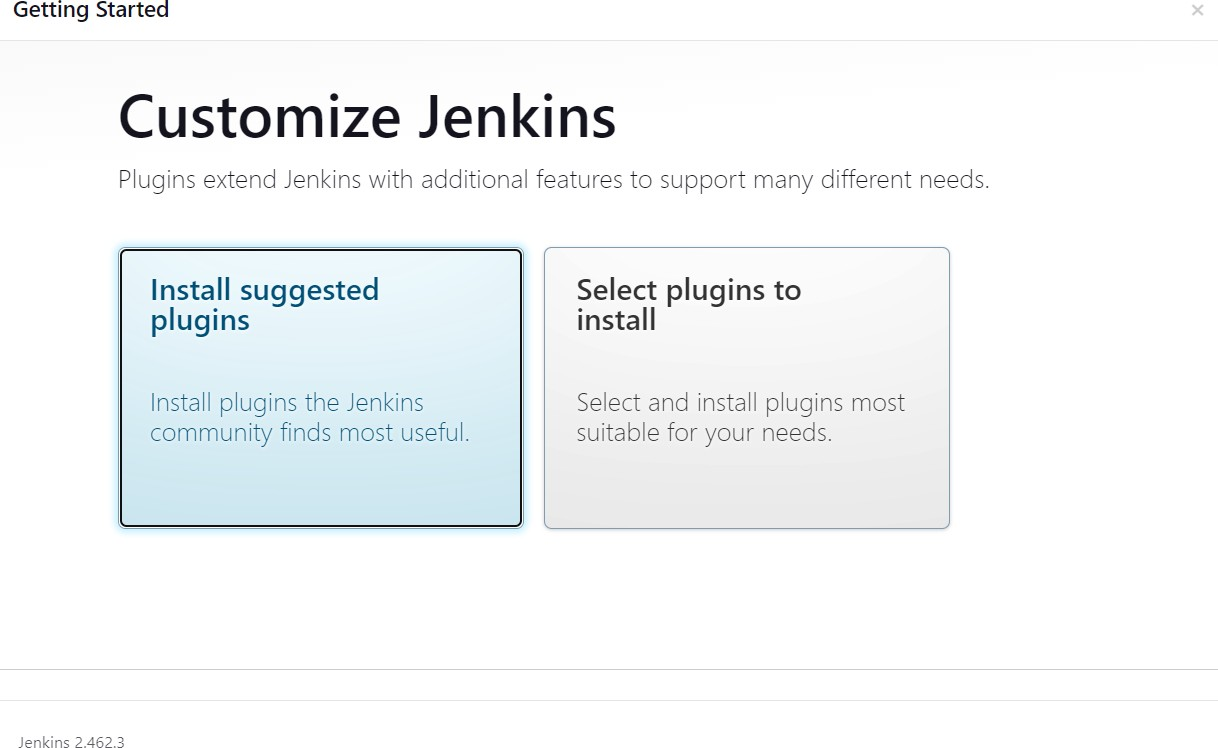 Getting Started
×
Customize Jenkins
Plugins extend Jenkins with additional features to support many different needs.
Install suggested
plugins
Install plugins the Jenkins
community finds most useful.
Select plugins to
install
Select and install plugins most
suitable for your needs.
Jenkins 2.462.3